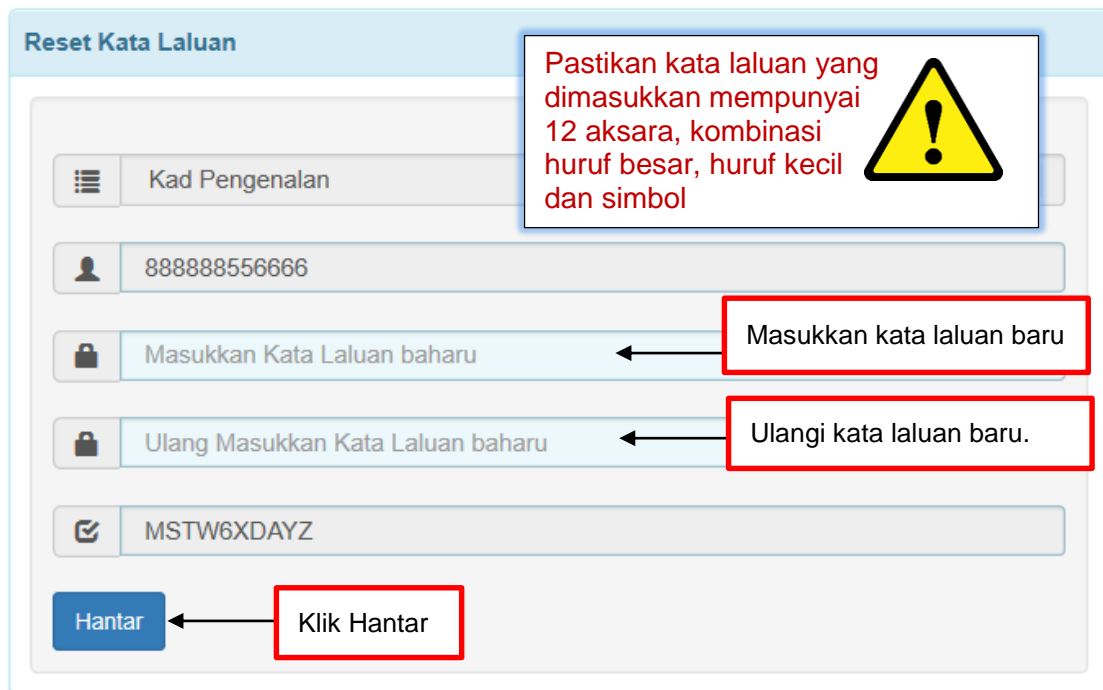 Reset Kata Laluan
Pastikan kata laluan yang
dimasukkan mempunyai
12 aksara, kombinasi
huruf besar, huruf kecil
dan simbol
Kad Pengenalan
888888556666
Masukkan Kata Laluan baharu
Masukkan kata laluan baru
Ulang Masukkan Kata Laluan baharu
Ulangi kata laluan baru.
MSTW6XDAYZ
Hantar
Klik Hantar